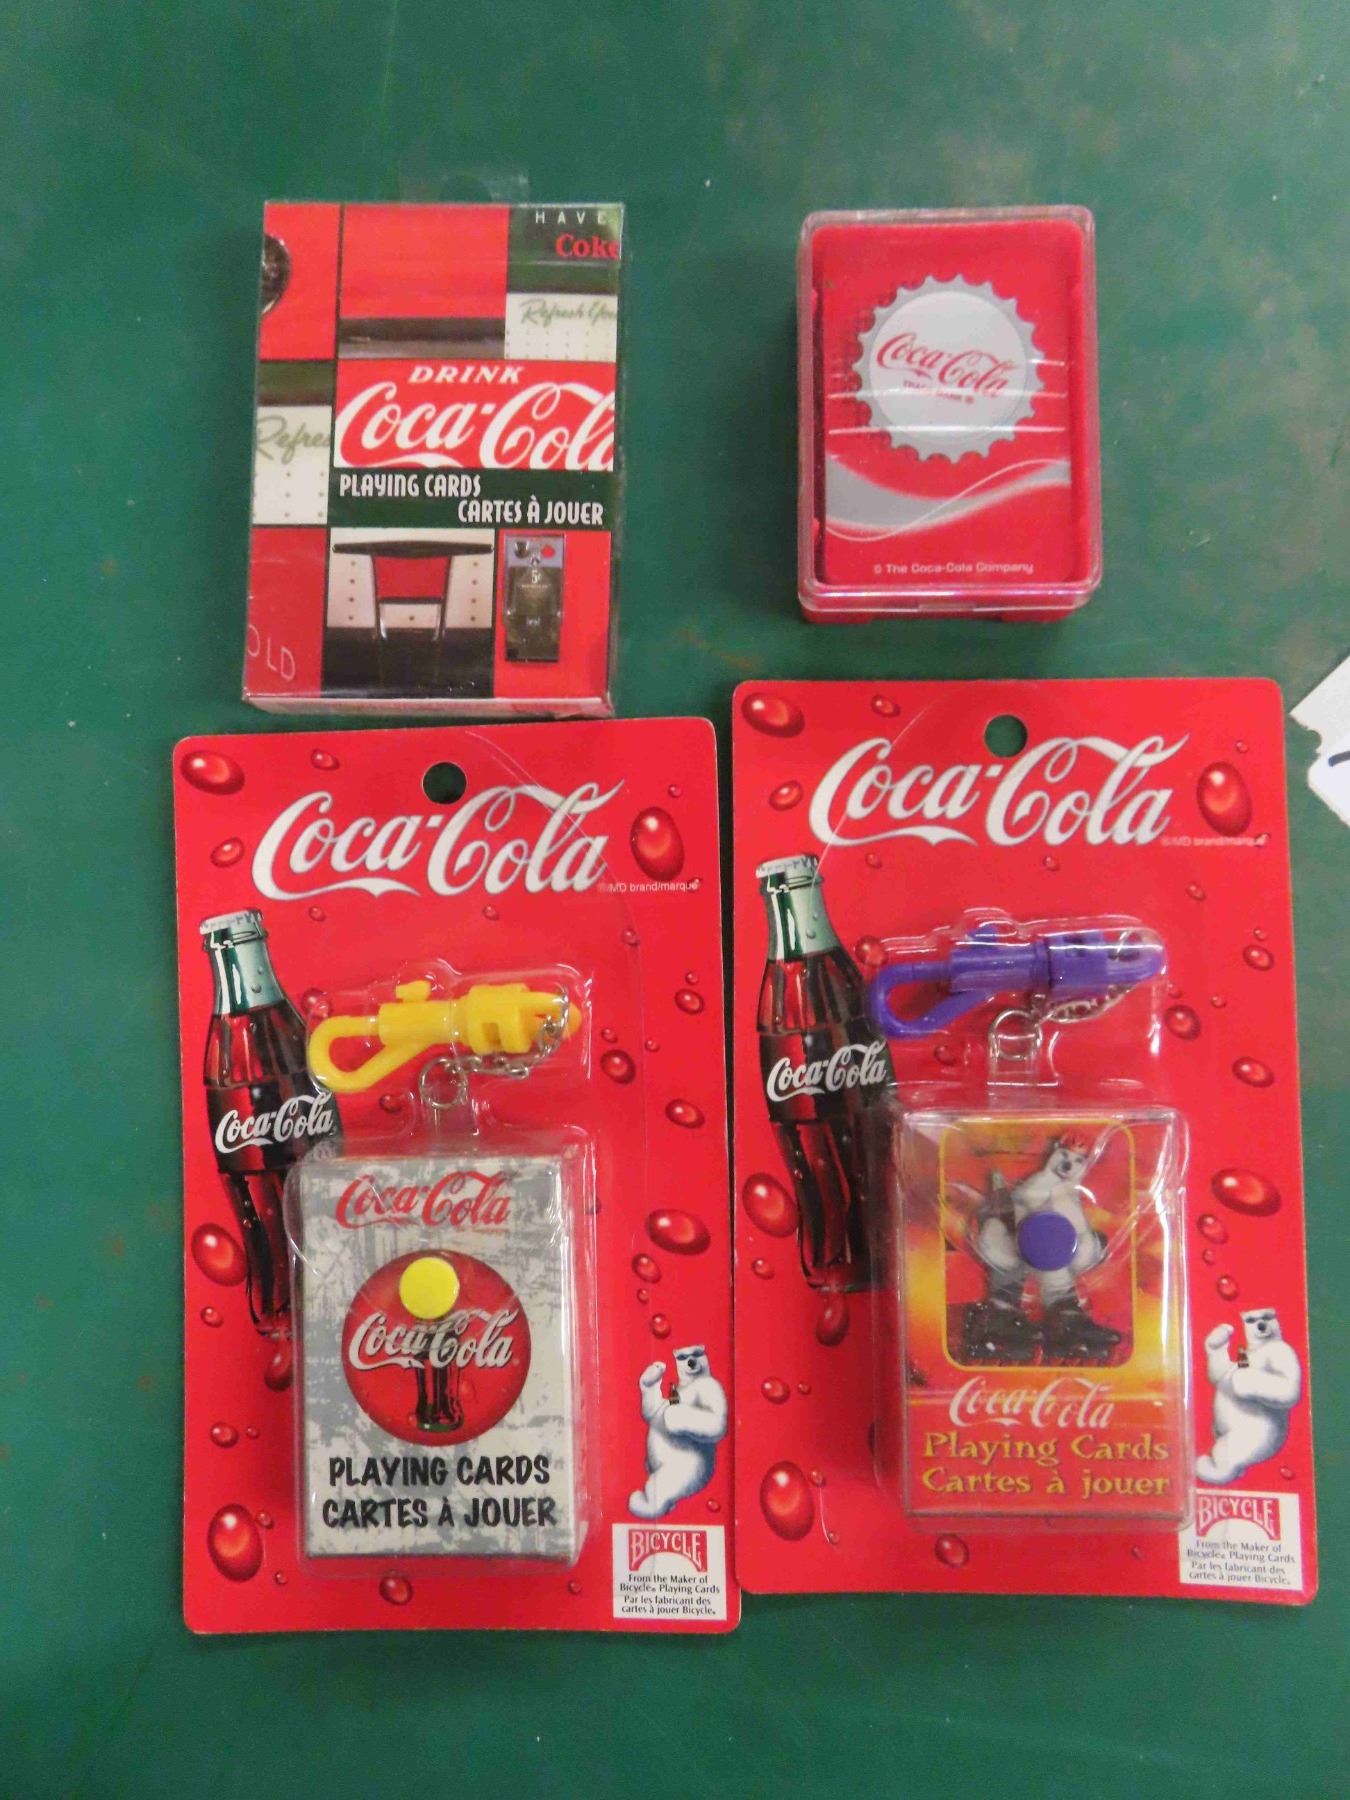 HAVE
Coke
Refresh You
DRINK
Coca-Cola
Refre
PLAYING CARDS
CARTES À JOUER
5¢
OLD
Coca-Cola
TRADE MARK ®
© The Coca-Cola Company
Coca-Cola
®/MD brand/marque
Coca-Cola
Coca-Cola
Coca-Cola
PLAYING CARDS
CARTES À JOUER
BICYCLE
From the Maker of
Bicycle® Playing Cards
Par les fabricant des
cartes à jouer Bicycle®
Coca-Cola
®/MD brand/marque
Coca-Cola
Coca-Cola
Playing Cards
Cartes à jouer
BICYCLE
From the Maker of
Bicycle® Playing Cards
Par les fabricant des
cartes à jouer Bicycle®